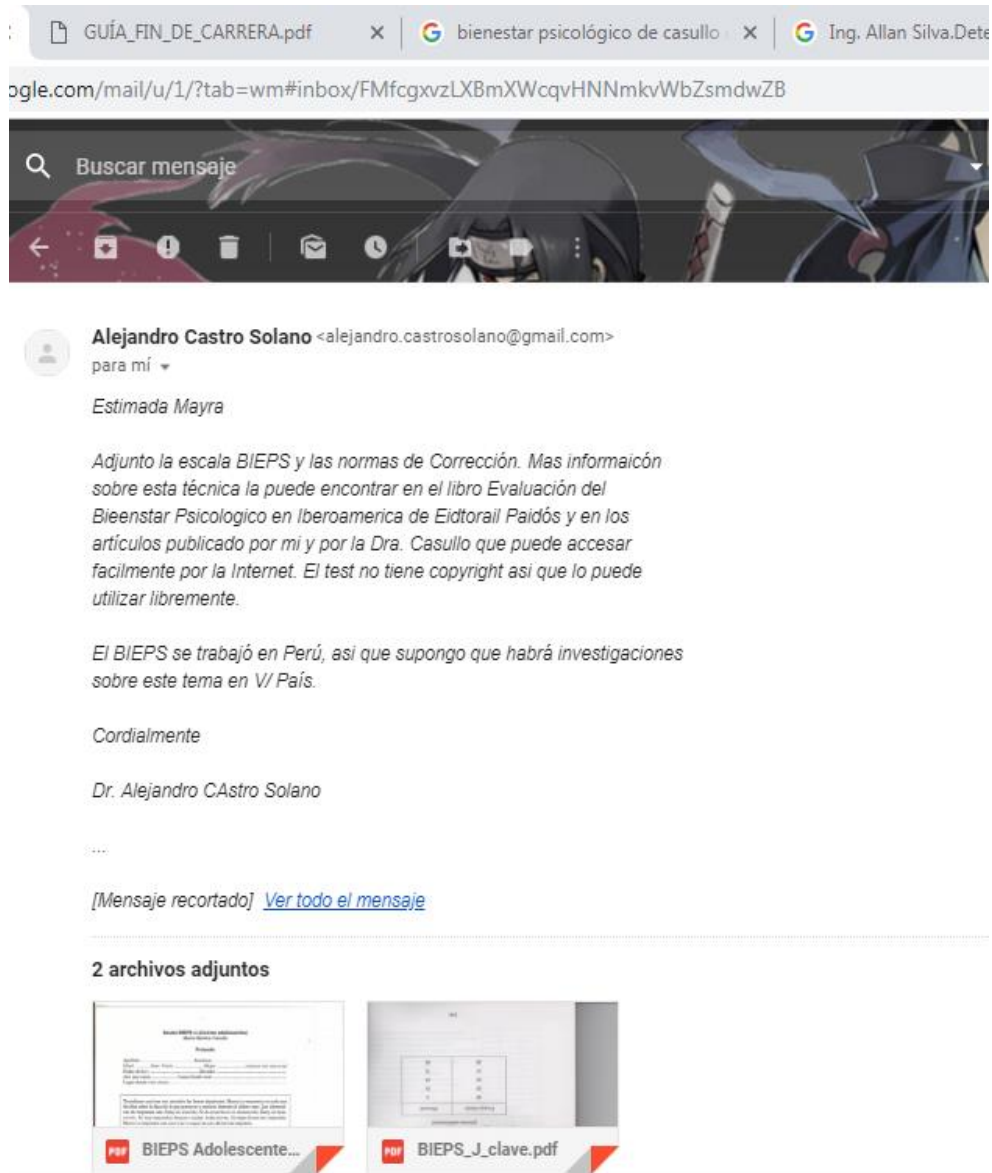 GUÍA_FIN_DE_CARRERA.pdf
bienestar psicológico de casullo
Ing. Allan Silva.Dete
ogle.com/mail/u/1/?tab=wm#inbox/FMfcgxvzLXBmXWcqvHNNmkvWbZsmdwZB
Buscar mensaje
Alejandro Castro Solano <alejandro.castrosolano@gmail.com>
para mí
Estimada Mayra
Adjunto la escala BIEPS y las normas de Corrección. Mas informaicón
sobre esta técnica la puede encontrar en el libro Evaluación del
Bieenstar Psicologico en Iberoamerica de Eidtorail Paidós y en los
artículos publicado por mi y por la Dra. Casullo que puede accesar
facilmente por la Internet. El test no tiene copyright asi que lo puede
utilizar libremente.
El BIEPS se trabajó en Perú, asi que supongo que habrá investigaciones
sobre este tema en V/ País.
Cordialmente
Dr. Alejandro CAstro Solano
...
[Mensaje recortado] Ver todo el mensaje
2 archivos adjuntos
PDF BIEPS Adolescente...
PDF BIEPS_J_clave.pdf